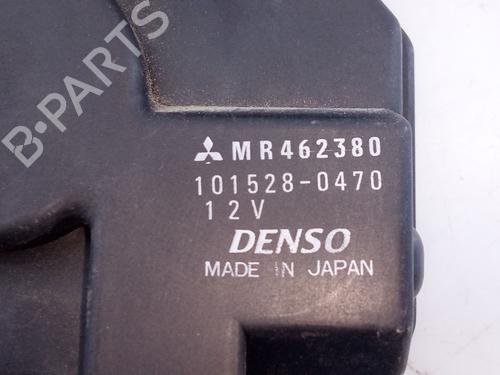 B-PARTS
MR462380
101528-0470
12V
DENSO
MADE IN JAPAN